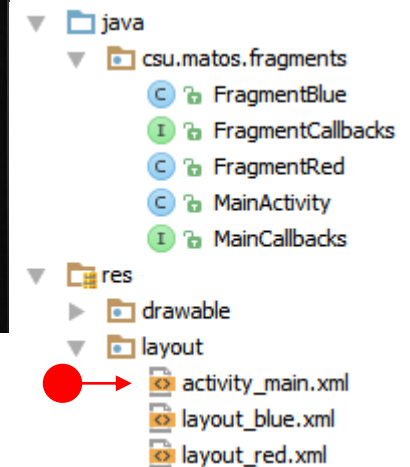 java
csu.matos.fragments
C FragmentBlue
I FragmentCallbacks
C FragmentRed
C MainActivity
I MainCallbacks
res
drawable
layout
activity_main.xml
layout_blue.xml
layout_red.xml